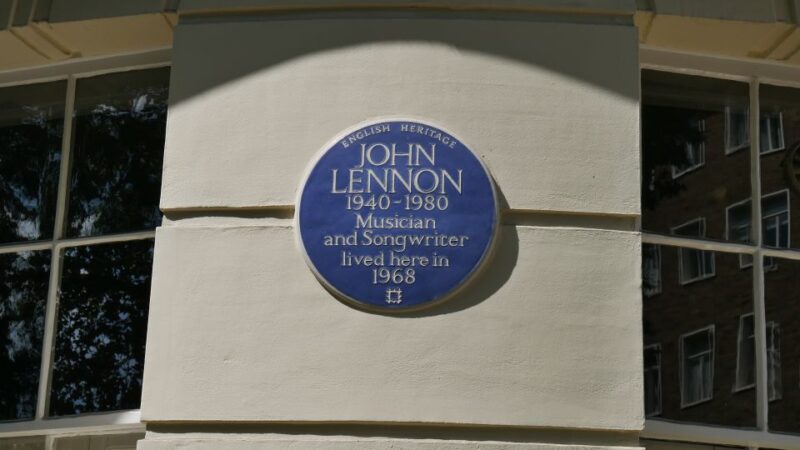 ENGLISH HERITAGE
JOHN
LENNON
1940-1980
Musician
and Songwriter
lived here in
1968